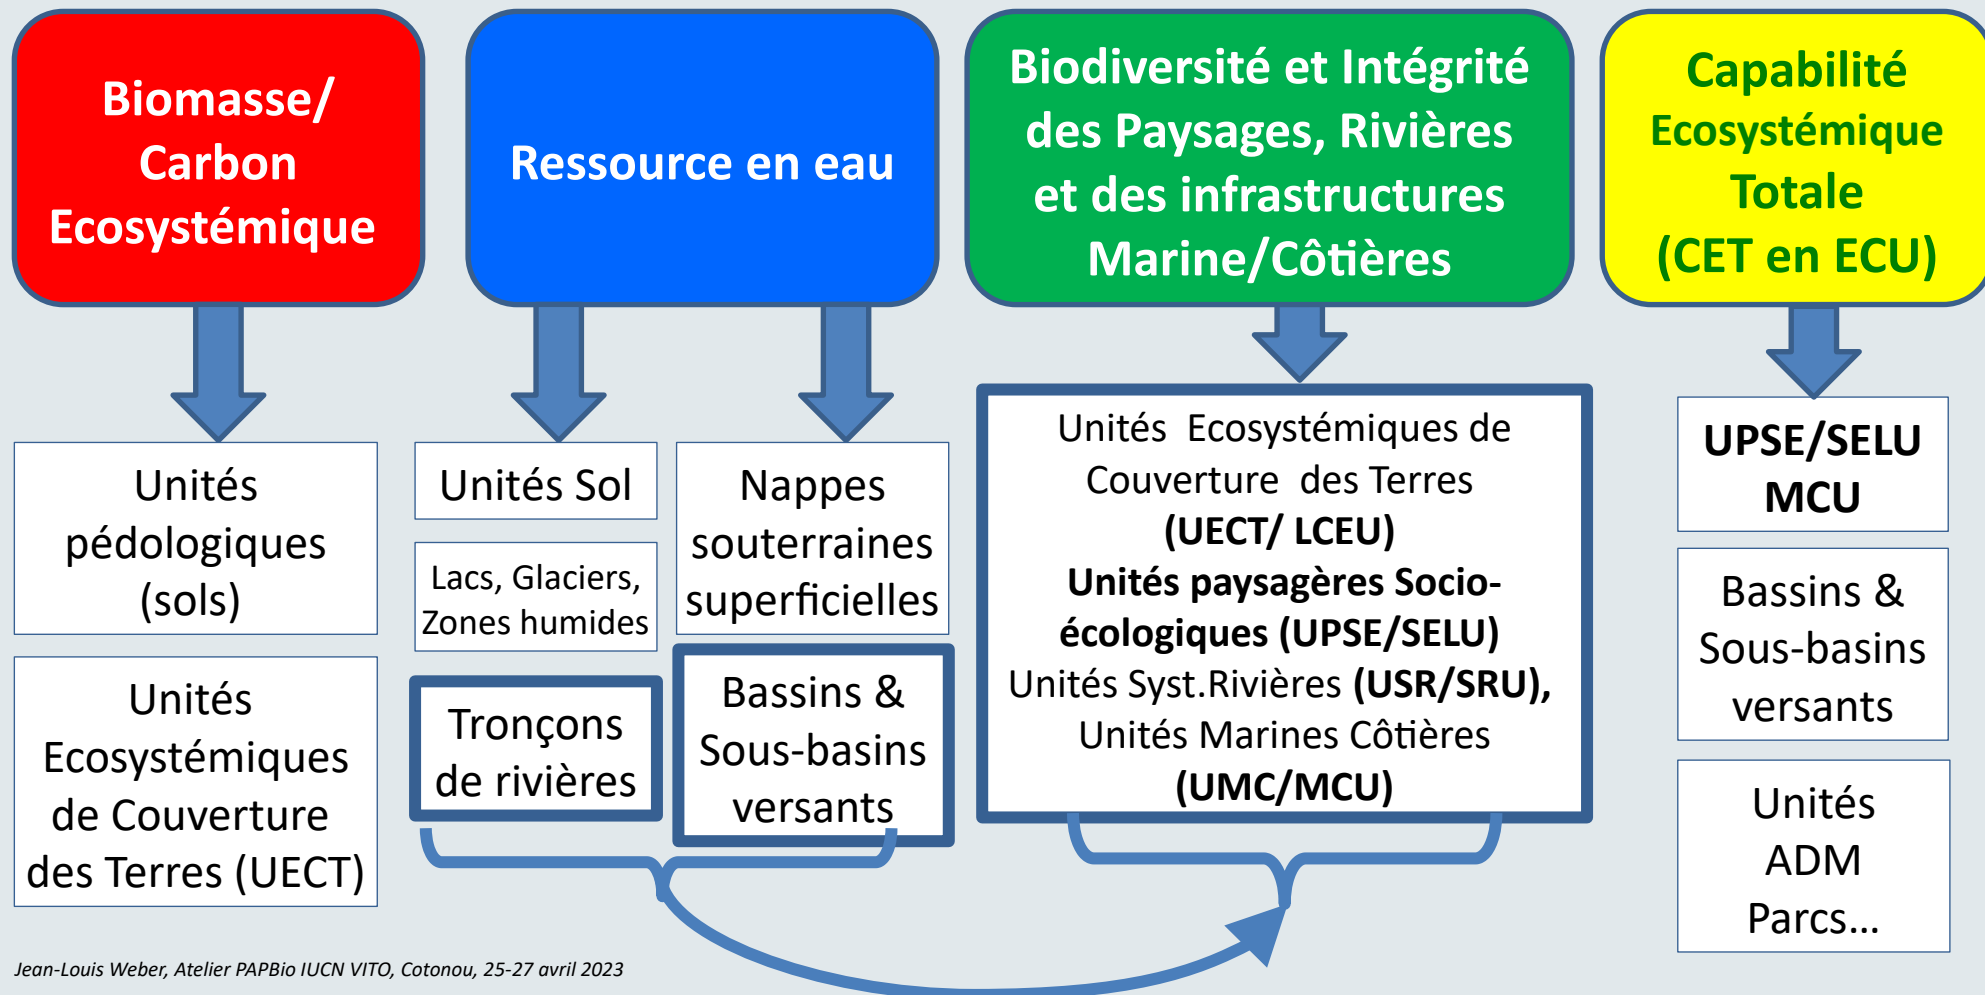 Biomasse/
Carbon
Ecosystémique
Ressource en eau
Biodiversité et Intégrité
des Paysages, Rivières
et des infrastructures
Marine/Côtières
Capabilité
Ecosystémique
Totale
(CET en ECU)
Unités
pédologiques
(sols)
Unités
Ecosystémiques
de Couverture
des Terres (UECT)
Unités Sol
Lacs, Glaciers,
Zones humides
Tronçons
de rivières
Nappes
souterraines
superficielles
Bassins &
Sous-basins
versants
Unités Ecosystémiques de
Couverture des Terres
(UECT/ LCEU)
Unités paysagères Socio-
écologiques (UPSE/SELU)
Unités Syst.Rivières (USR/SRU),
Unités Marines Côtières
(UMC/MCU)
UPSE/SELU
MCU
Bassins &
Sous-basins
versants
Unités
ADM
Parcs...
Jean-Louis Weber, Atelier PAPBio IUCN VITO, Cotonou, 25-27 avril 2023